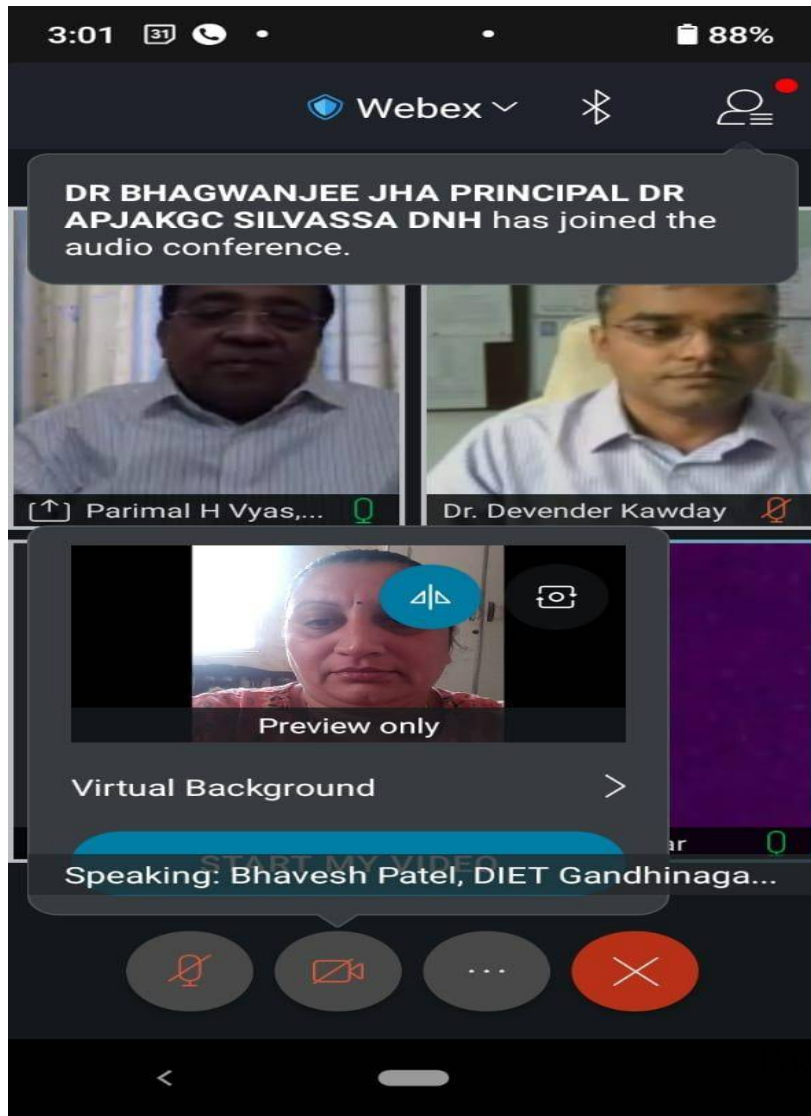 3:01 31 88%
Webex
DR BHAGWANJEE JHA PRINCIPAL DR
APJAKGC SILVASSA DNH has joined the
audio conference.
Parimal H Vyas,...
Dr. Devender Kawday
Preview only
Virtual Background
ar
START MY VIDEO
Speaking: Bhavesh Patel, DIET Gandhinaga...